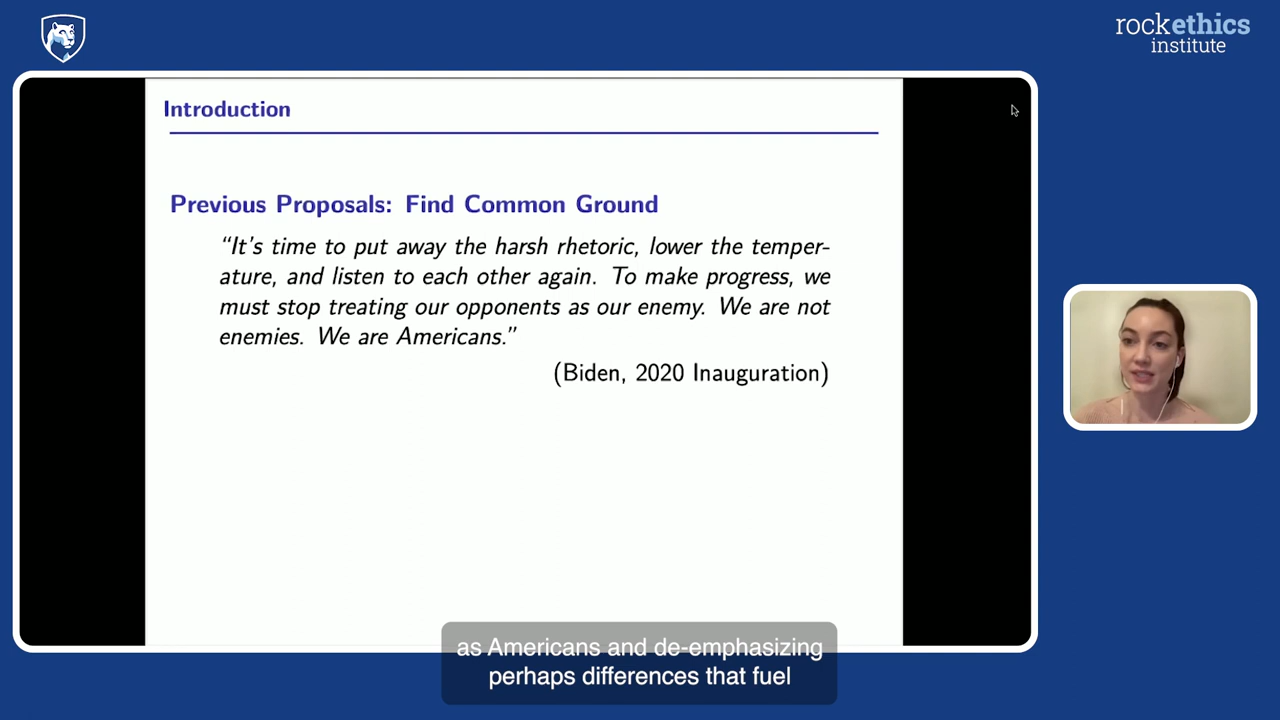 rockethics
institute
Introduction
Previous Proposals: Find Common Ground
“It’s time to put away the harsh rhetoric, lower the temper-
ature, and listen to each other again. To make progress, we
must stop treating our opponents as our enemy. We are not
enemies. We are Americans.”
(Biden, 2020 Inauguration)
as Americans and de-emphasizing
perhaps differences that fuel